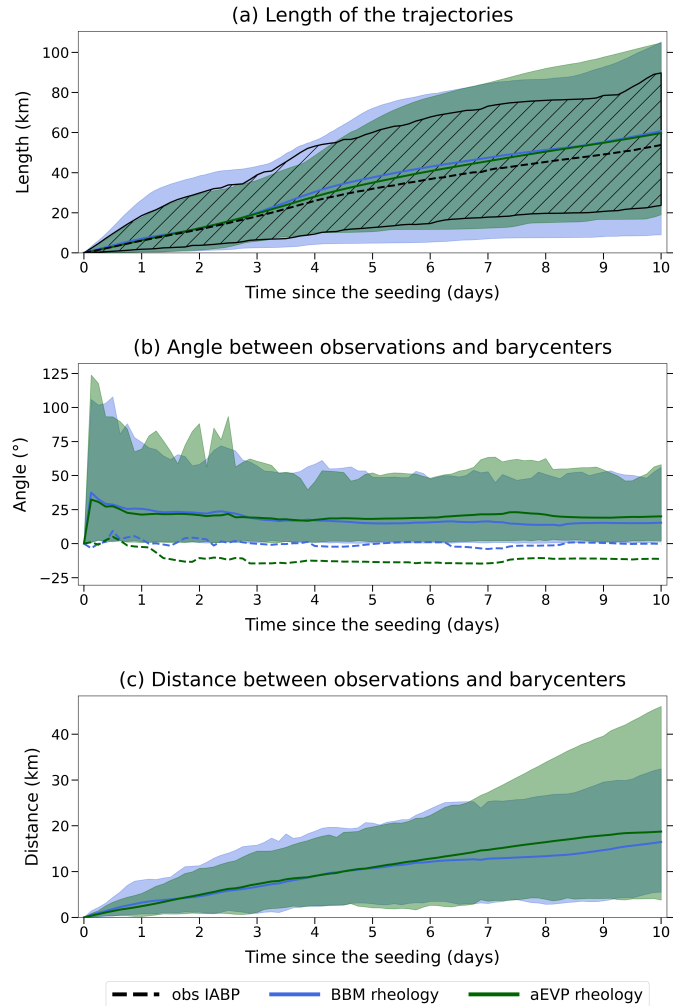 (a) Length of the trajectories
Length (km)
100
80
60
40
20
0
0 1 2 3 4 5 6 7 8 9 10
Time since the seeding (days)
(b) Angle between observations and barycenters
Angle (°)
125
100
75
50
25
0
−25
0 1 2 3 4 5 6 7 8 9 10
Time since the seeding (days)
(c) Distance between observations and barycenters
Distance (km)
40
30
20
10
0
0 1 2 3 4 5 6 7 8 9 10
Time since the seeding (days)
obs IABP BBM rheology aEVP rheology